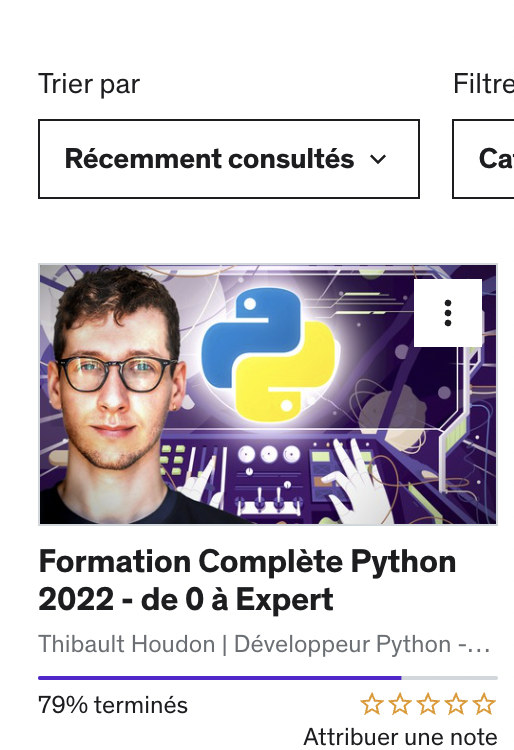 Trier par
Filtre
Récemment consultés
Ca
Formation Complète Python
2022 - de 0 à Expert
Thibault Houdon | Développeur Python -...
79% terminés
Attribuer une note